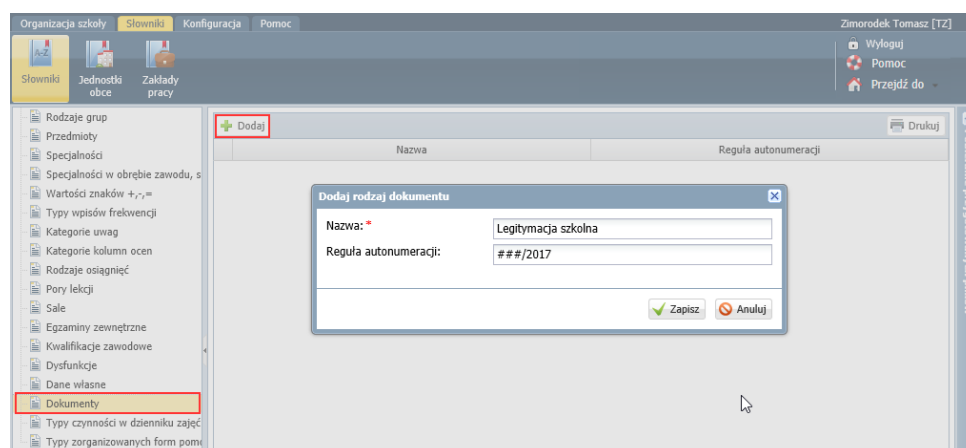 Organizacja szkoły Słowniki Konfiguracja Pomoc Zimorodek Tomasz [TZ]
A-Z
Słowniki Jednostki obce Zakłady pracy
Wyloguj
Pomoc
Przejdź do
Rodzaje grup
Przedmioty
Specjalności
Specjalności w obrębie zawodu, s
Wartości znaków +,-,=
Typy wpisów frekwencji
Kategorie uwag
Kategorie kolumn ocen
Rodzaje osiągnięć
Pory lekcji
Sale
Egzaminy zewnętrzne
Kwalifikacje zawodowe
Dysfunkcje
Dane własne
Dokumenty
Typy czynności w dzienniku zajęć
Typy zorganizowanych form pomo
Dodaj Drukuj
Nazwa Reguła autonumeracji
Dodaj rodzaj dokumentu
Nazwa: * Legitymacja szkolna
Reguła autonumeracji: ###/2017
Zapisz Anuluj